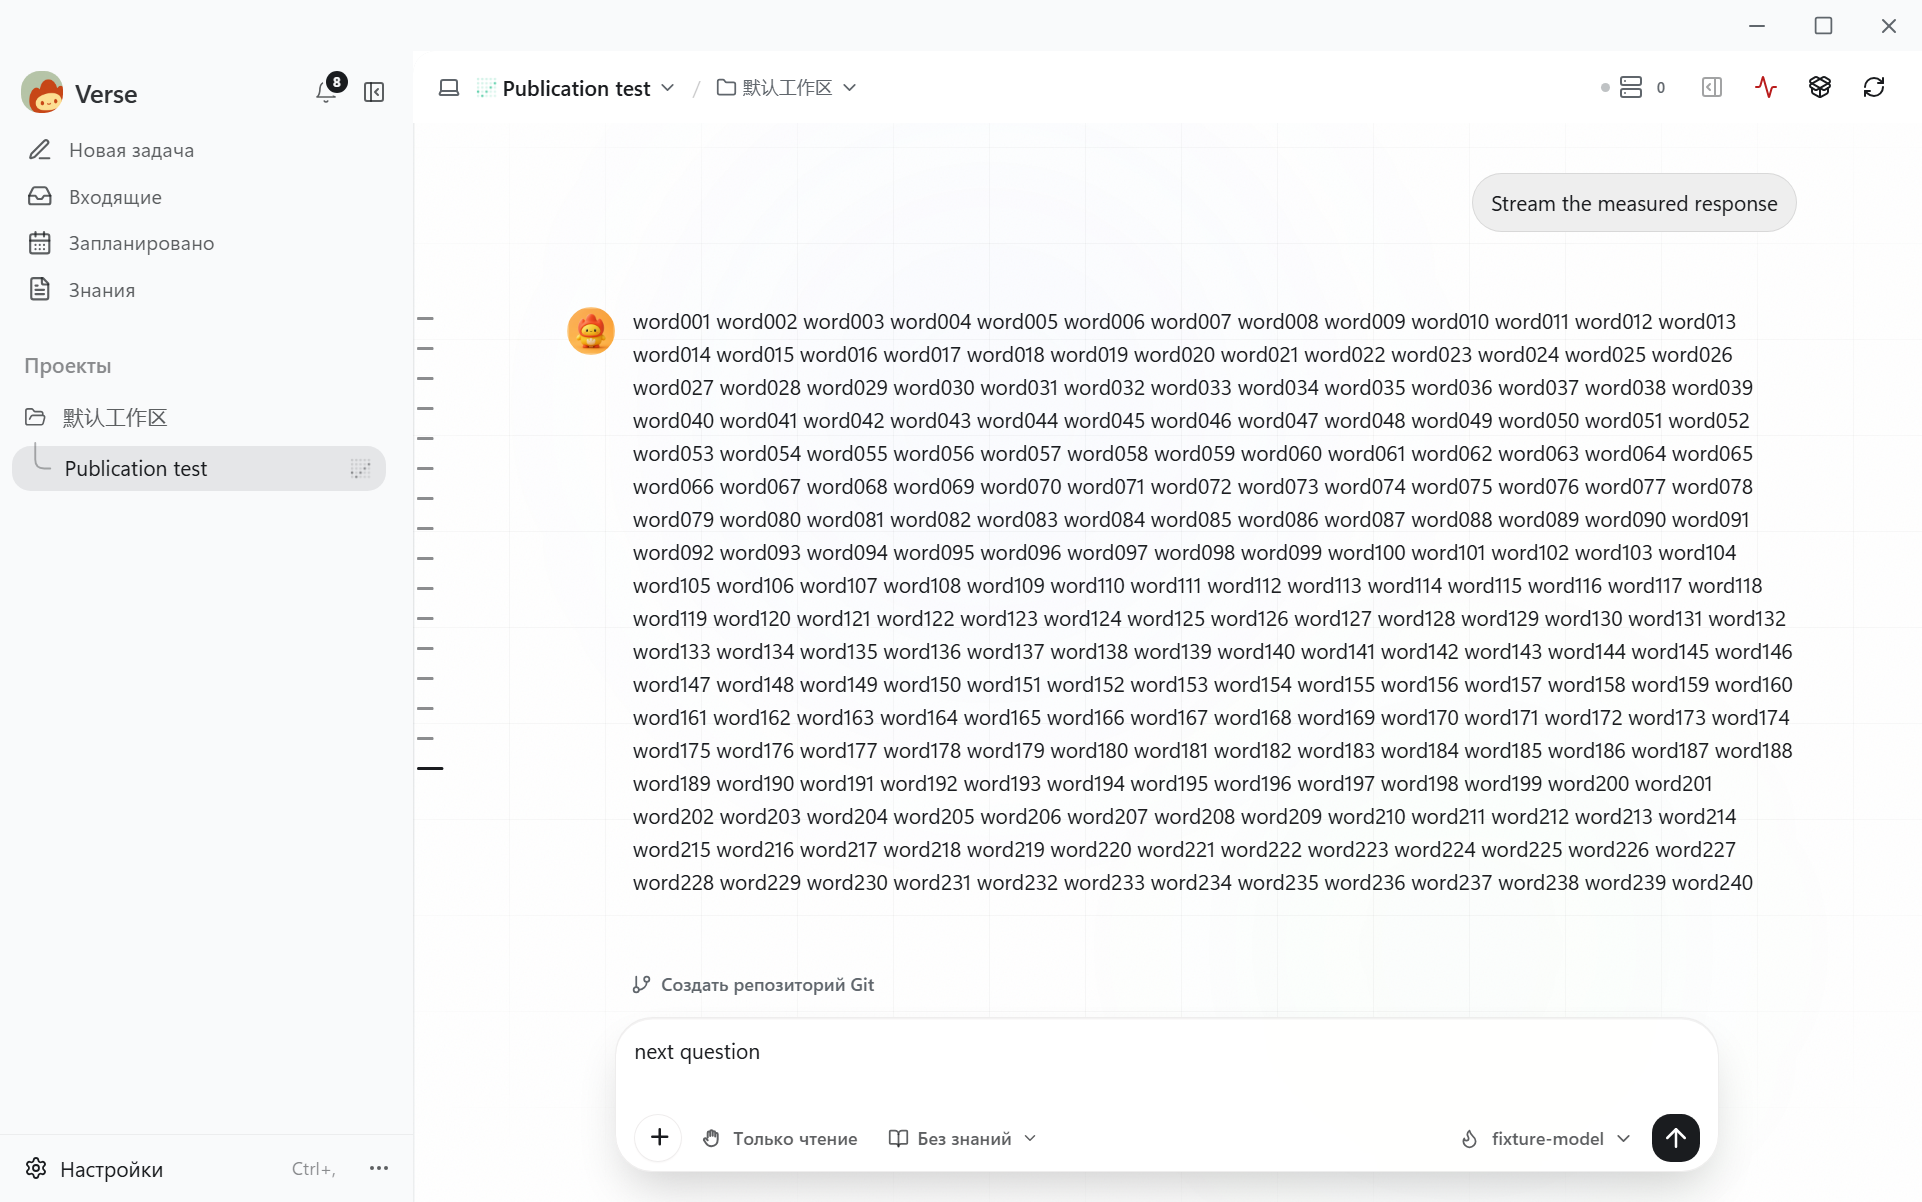 Verse
8
Новая задача
Входящие
Запланировано
Знания
Проекты
默认工作区
Publication test
Настройки
Ctrl+,
Publication test
/
默认工作区
0
Stream the measured response
word001 word002 word003 word004 word005 word006 word007 word008 word009 word010 word011 word012 word013
word014 word015 word016 word017 word018 word019 word020 word021 word022 word023 word024 word025 word026
word027 word028 word029 word030 word031 word032 word033 word034 word035 word036 word037 word038 word039
word040 word041 word042 word043 word044 word045 word046 word047 word048 word049 word050 word051 word052
word053 word054 word055 word056 word057 word058 word059 word060 word061 word062 word063 word064 word065
word066 word067 word068 word069 word070 word071 word072 word073 word074 word075 word076 word077 word078
word079 word080 word081 word082 word083 word084 word085 word086 word087 word088 word089 word090 word091
word092 word093 word094 word095 word096 word097 word098 word099 word100 word101 word102 word103 word104
word105 word106 word107 word108 word109 word110 word111 word112 word113 word114 word115 word116 word117 word118
word119 word120 word121 word122 word123 word124 word125 word126 word127 word128 word129 word130 word131 word132
word133 word134 word135 word136 word137 word138 word139 word140 word141 word142 word143 word144 word145 word146
word147 word148 word149 word150 word151 word152 word153 word154 word155 word156 word157 word158 word159 word160
word161 word162 word163 word164 word165 word166 word167 word168 word169 word170 word171 word172 word173 word174
word175 word176 word177 word178 word179 word180 word181 word182 word183 word184 word185 word186 word187 word188
word189 word190 word191 word192 word193 word194 word195 word196 word197 word198 word199 word200 word201
word202 word203 word204 word205 word206 word207 word208 word209 word210 word211 word212 word213 word214
word215 word216 word217 word218 word219 word220 word221 word222 word223 word224 word225 word226 word227
word228 word229 word230 word231 word232 word233 word234 word235 word236 word237 word238 word239 word240
Создать репозиторий Git
next question
Только чтение
Без знаний
fixture-model